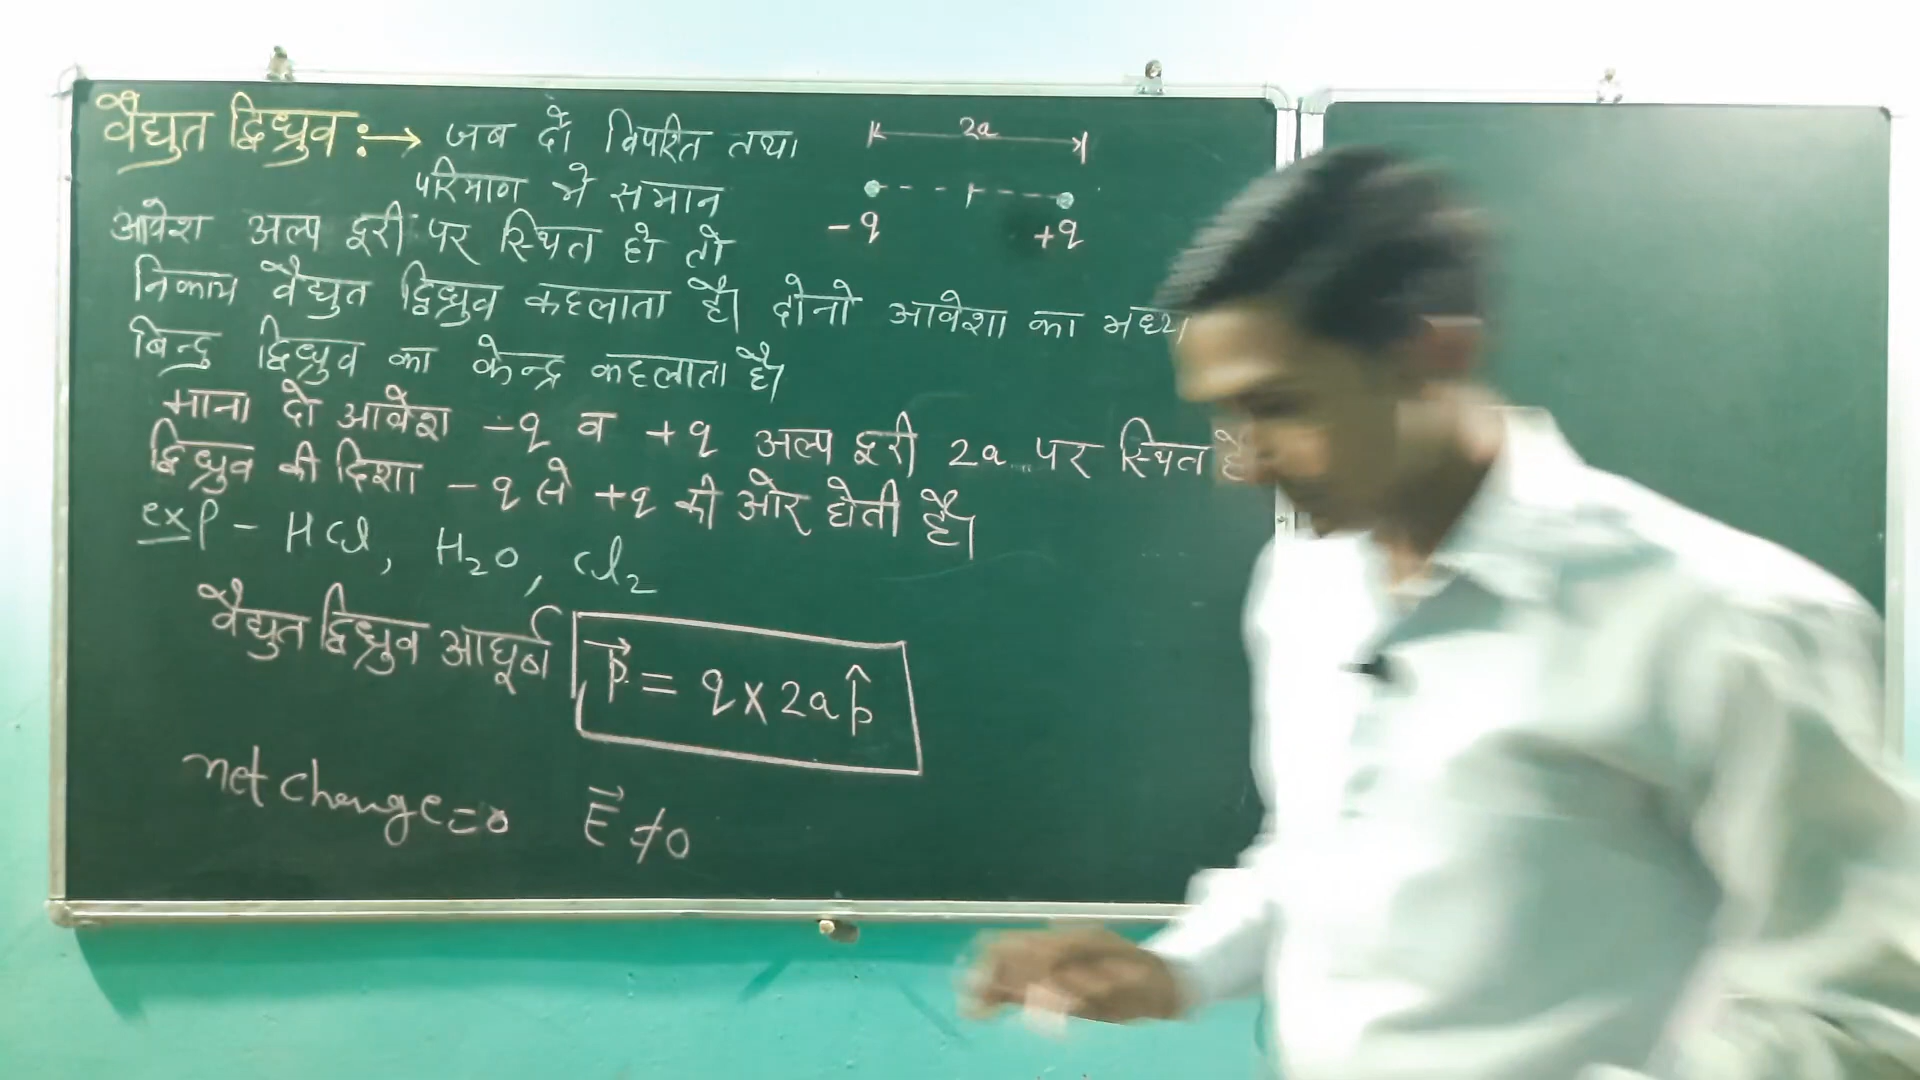 वैद्युत द्विध्रुव :→ जब दो विपरित तथा
परिमाण मे समान
आवेश अल्प दूरी पर स्थित हो तो
निकाय वैद्युत द्विध्रुव कहलाता है। दोनो आवेशा का मध्य
बिन्दु द्विध्रुव का केन्द्र कहलाता है।
माना दो आवेश -q व +q अल्प दूरी 2a पर स्थित है
द्विध्रुव की दिशा -q से +q की ओर होती है।
exp - HCl, H₂O, Cl₂
वैद्युत द्विध्रुव आघूर्ण p⃗ = q×2a p̂
net change=0 E⃗ ≠0
2a
-q +q